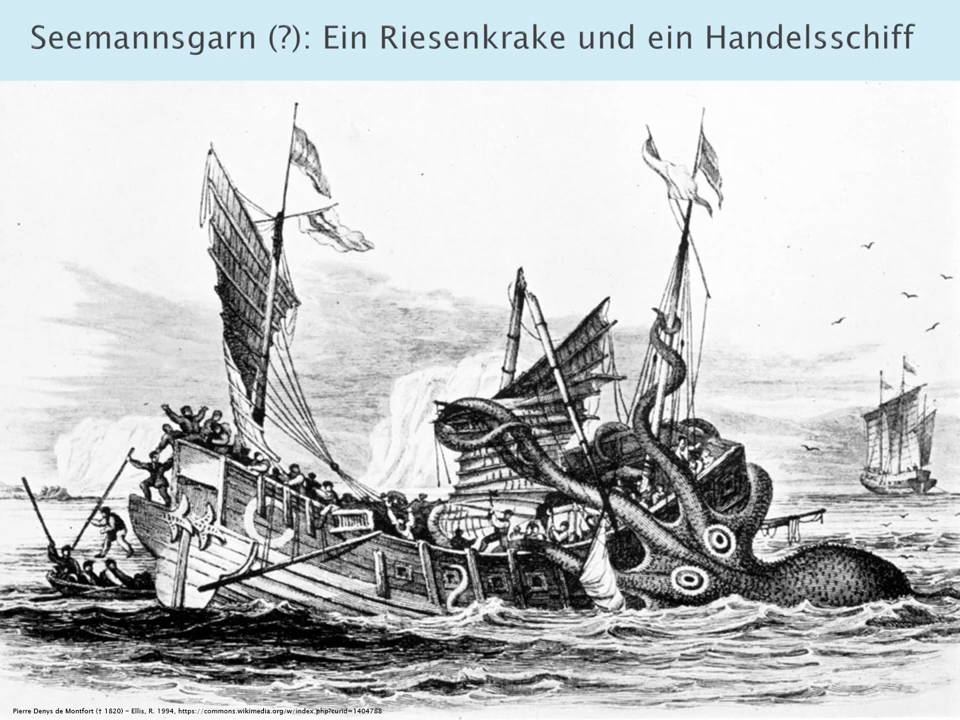 Seemannsgarn (?): Ein Riesenkrake und ein Handelsschiff
Pierre Denys de Montfort († 1820) - Ellis, R. 1994, https://commons.wikimedia.org/w/index.php?curid=1404788